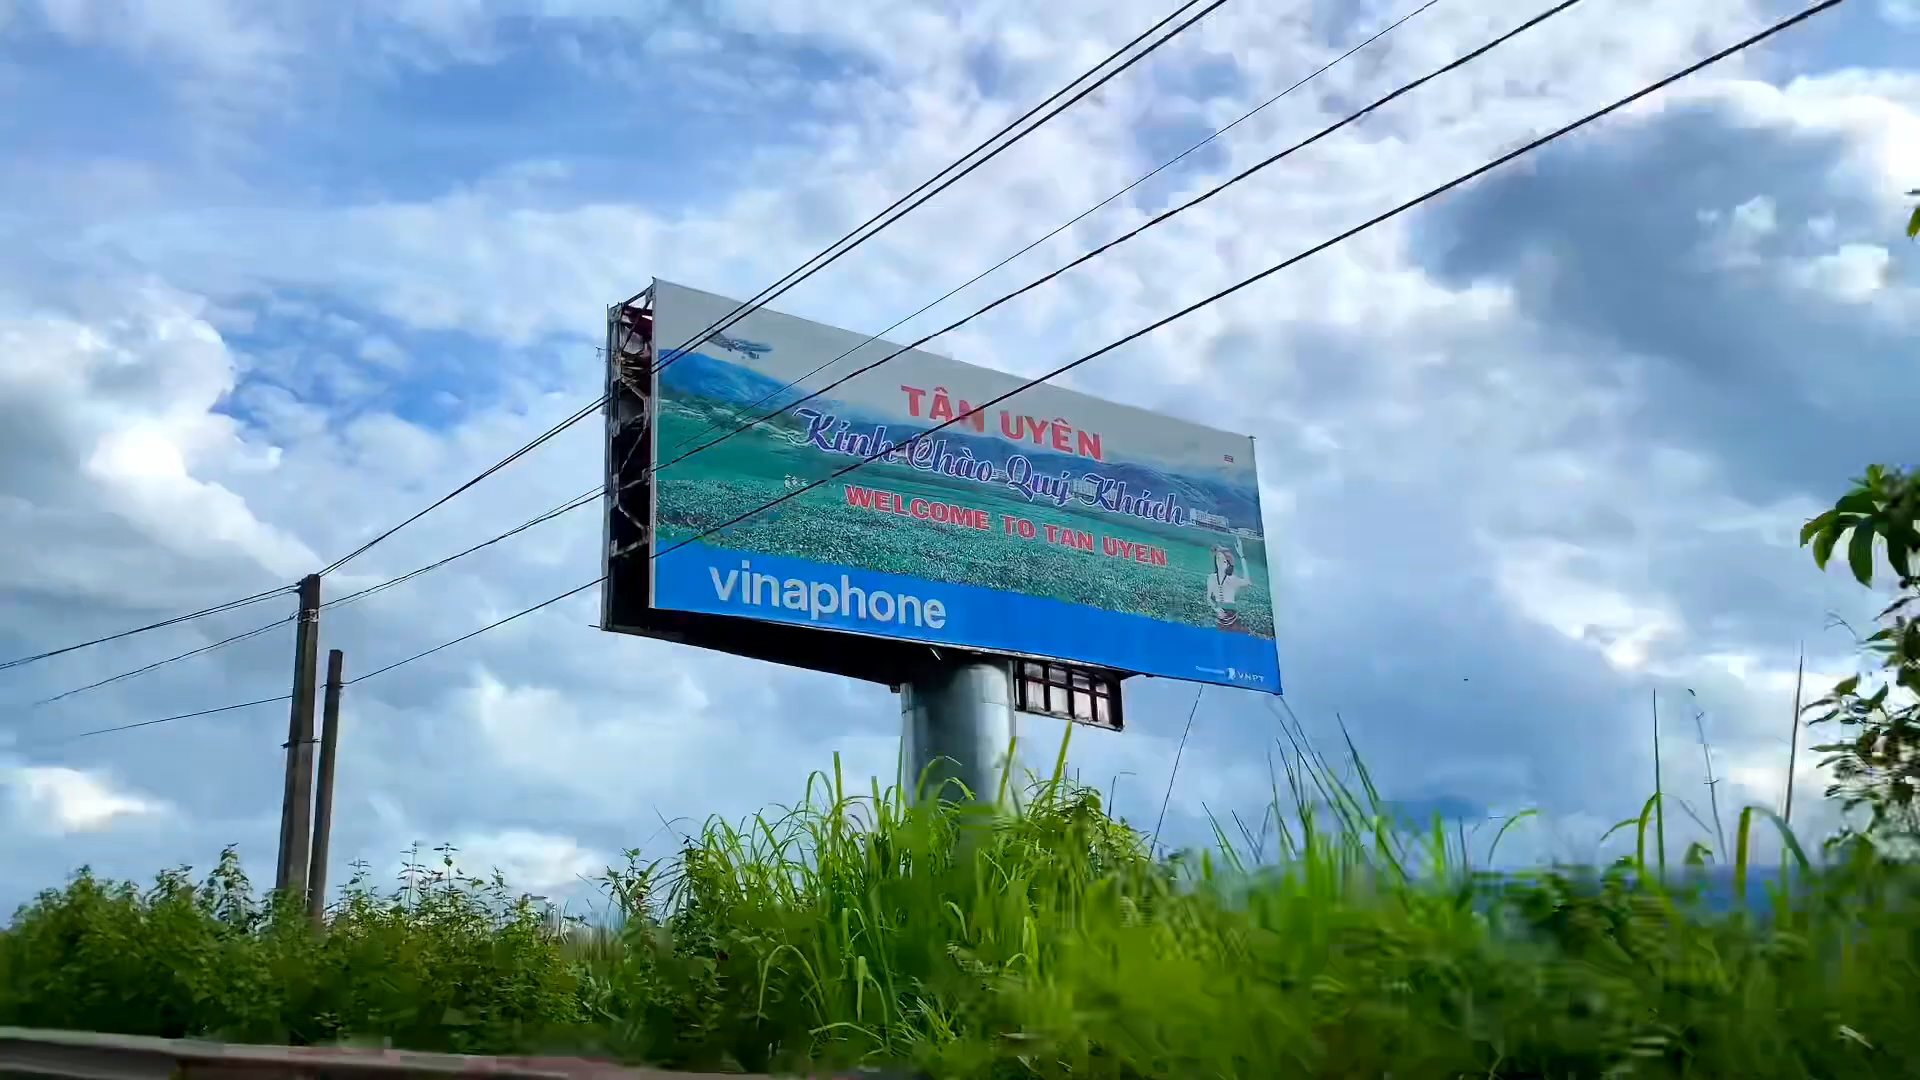 TÂN UYÊN
Kính Chào Quý Khách
WELCOME TO TAN UYEN
vinaphone
VNPT